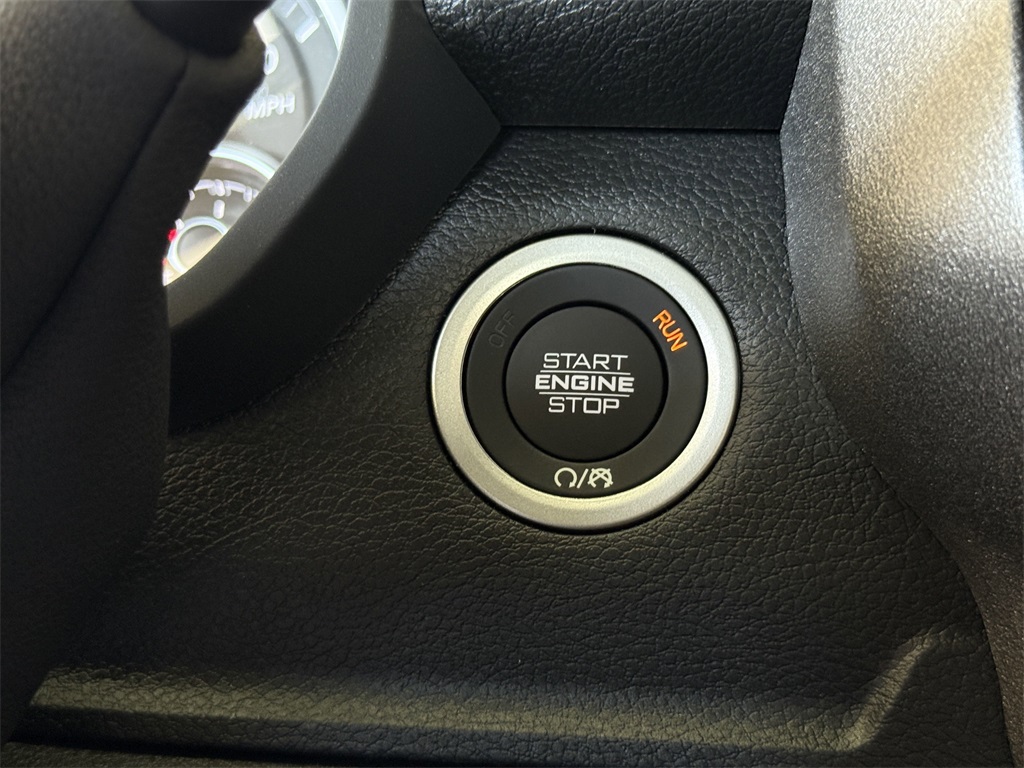 MPH
OFF
RUN
START
ENGINE
STOP
/